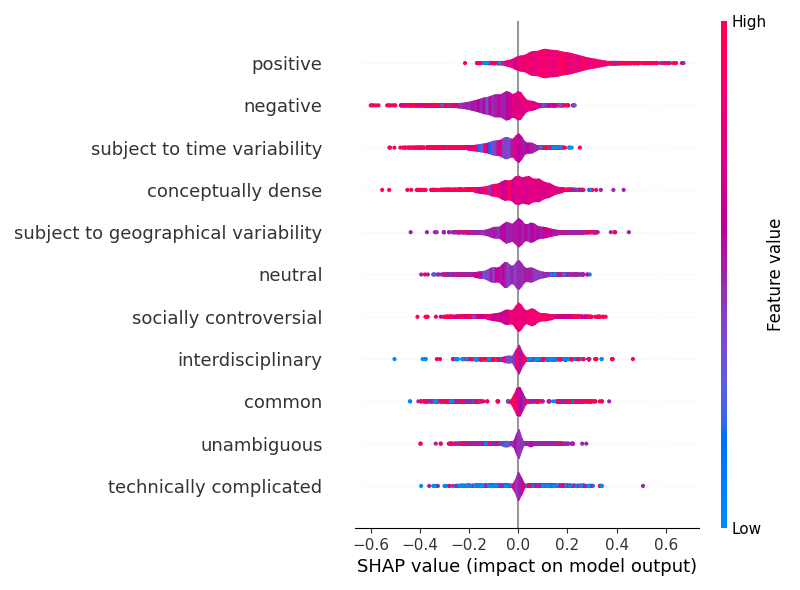 High
positive
negative
subject to time variability
conceptually dense
subject to geographical variability
neutral
socially controversial
interdisciplinary
common
unambiguous
technically complicated
Low
Feature value
−0.6 −0.4 −0.2 0.0 0.2 0.4 0.6
SHAP value (impact on model output)